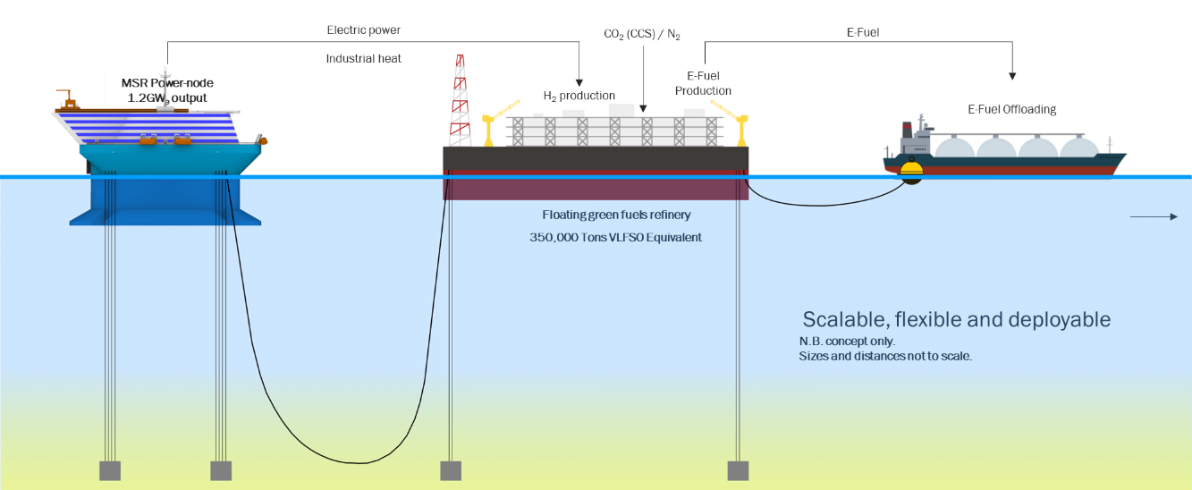 Electric power
Industrial heat
CO₂ (CCS) / N₂
E-Fuel
MSR Power-node
1.2GWₑ output
H₂ production
E-Fuel
Production
E-Fuel Offloading
Floating green fuels refinery
350,000 Tons VLFSO Equivalent
Scalable, flexible and deployable
N.B. concept only.
Sizes and distances not to scale.